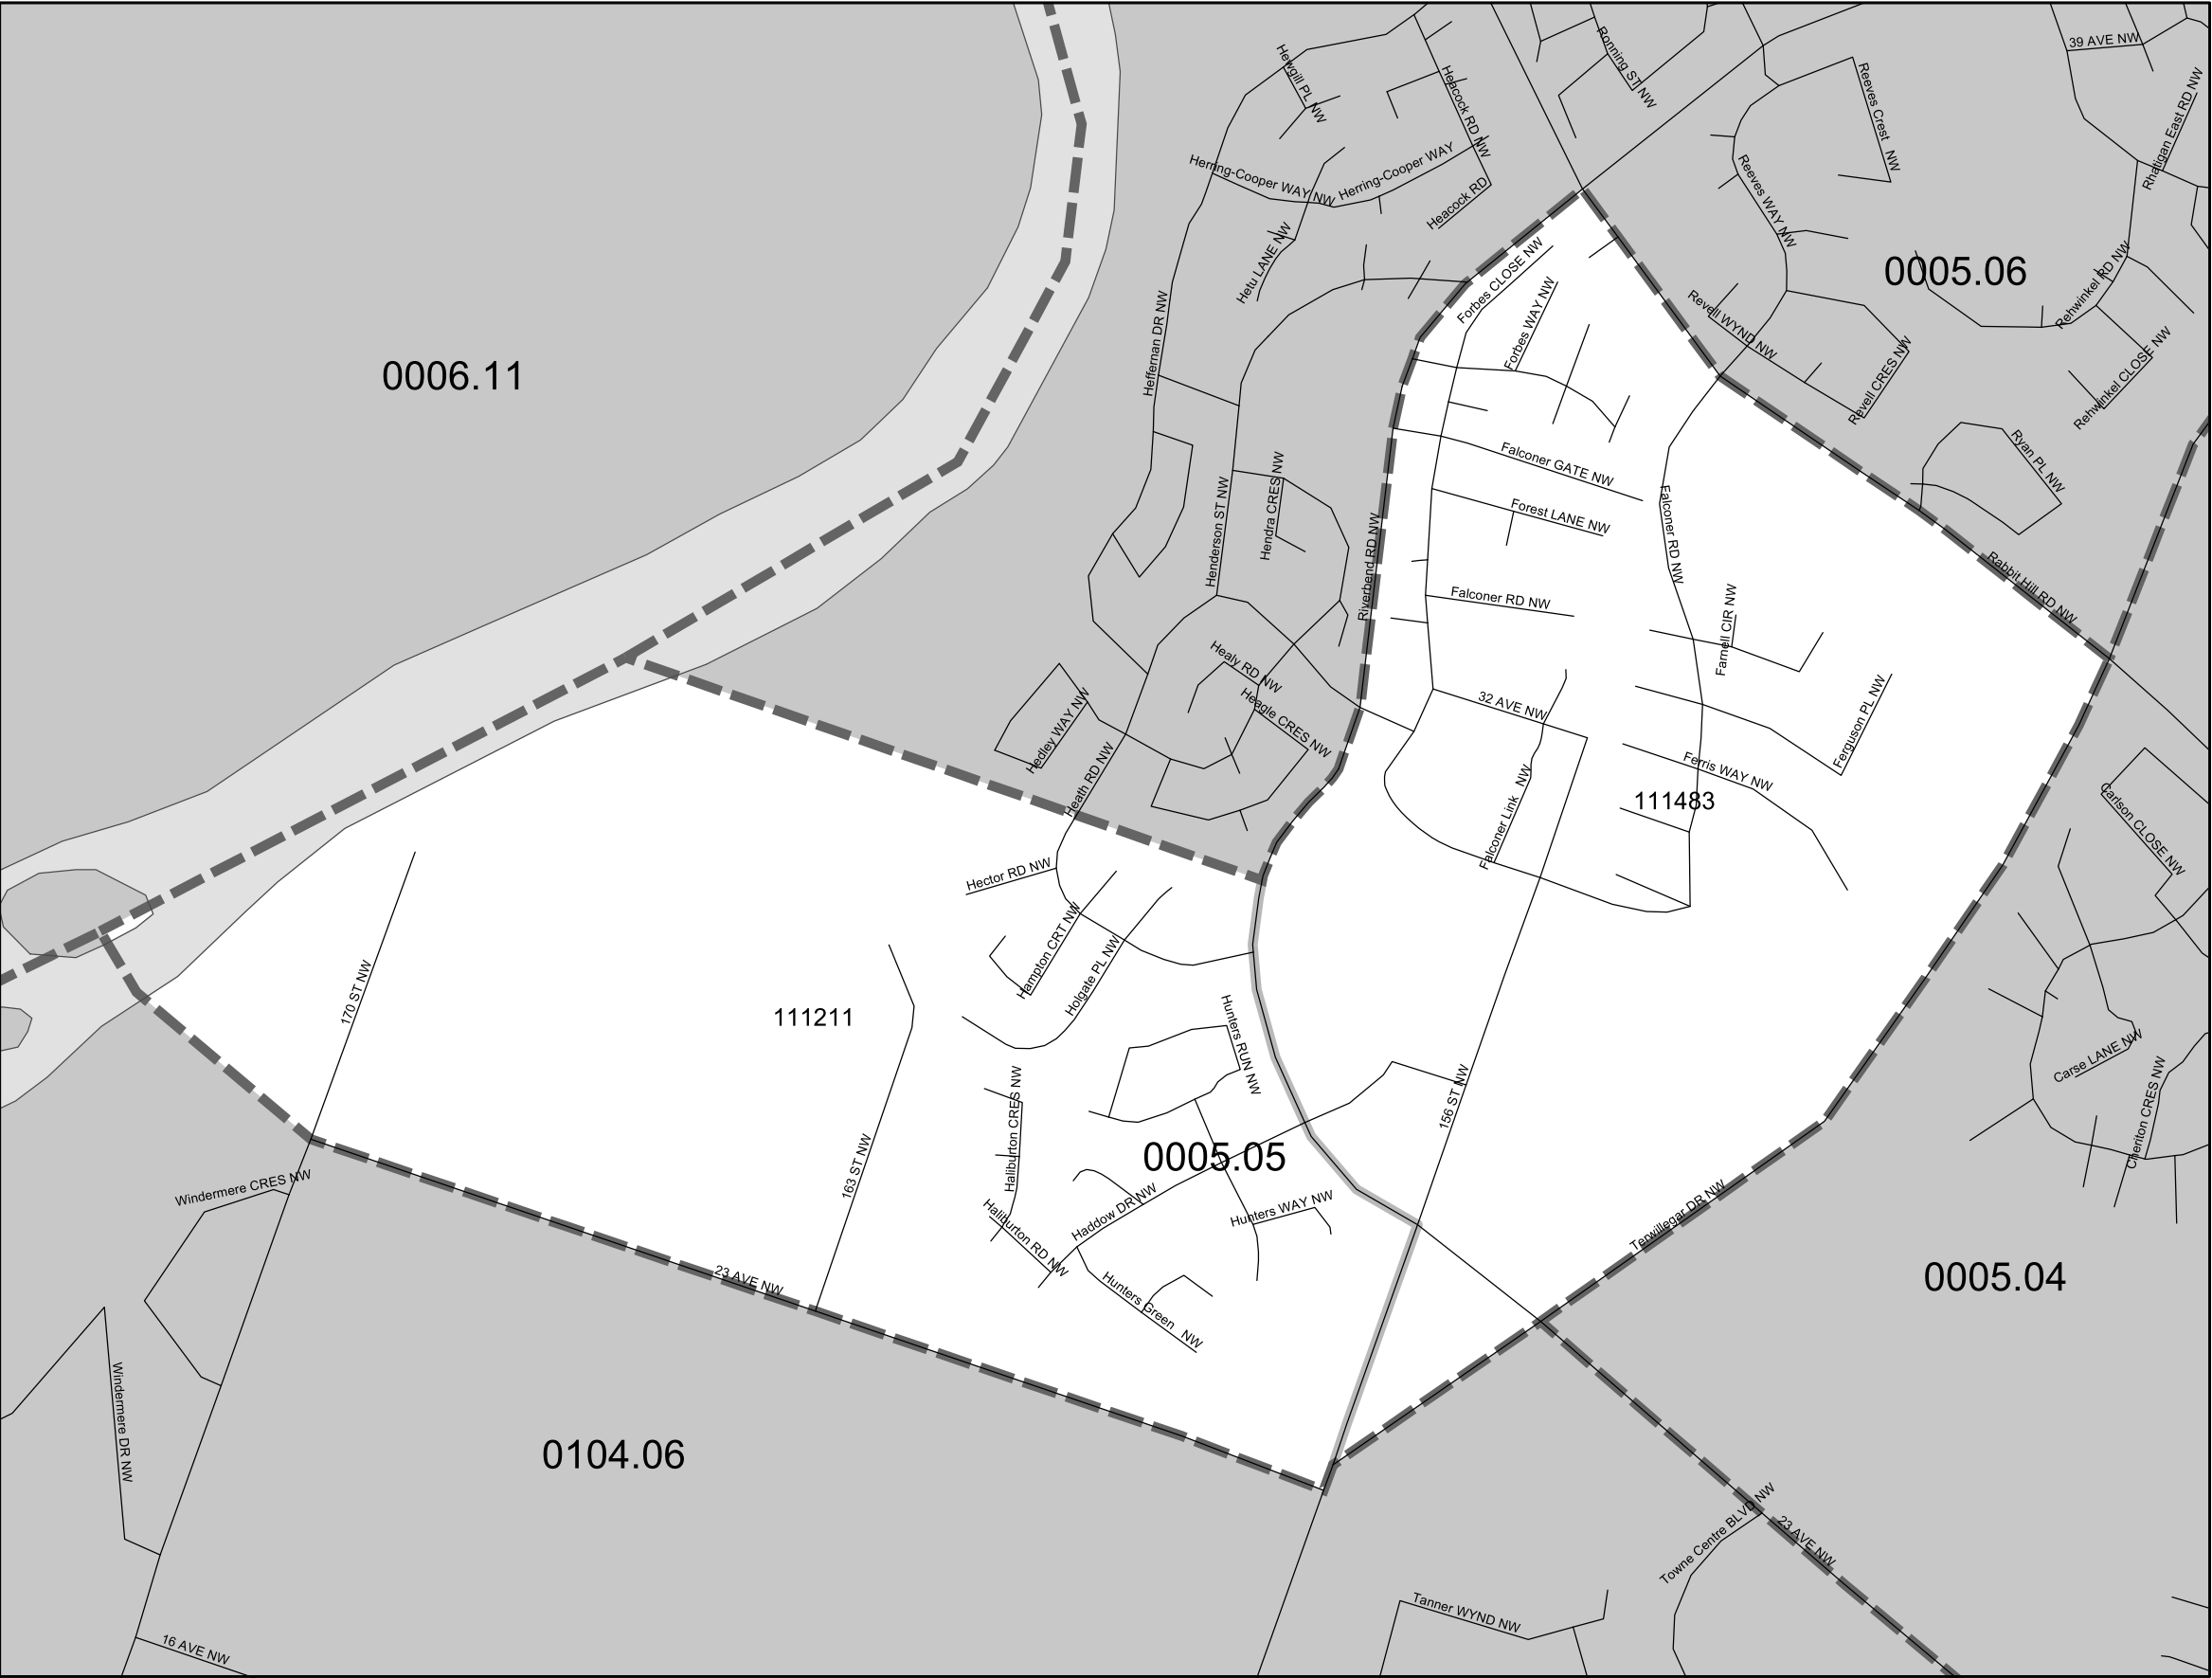 39 AVE NW
Ronning ST NW
Hewgill PL NW
Heacock RD NW
Reeves Crest NW
Rhatigan East RD NW
Herring-Cooper WAY NW
Herring-Cooper WAY
Heacock RD
Reeves WAY NW
Hetu LANE NW
Forbes CLOSE NW
0005.06
Rehwinkel RD NW
Heffernan DR NW
Forbes WAY NW
Revell WYND NW
0006.11
Revell CRES NW
Rehwinkel CLOSE NW
Falconer GATE NW
Ryan PL NW
Henderson ST NW
Hendra CRES NW
Riverbend RD NW
Forest LANE NW
Falconer RD NW
Rabbit Hill RD NW
Falconer RD NW
Farnell CIR NW
Healy RD NW
Heagle CRES NW
Hedley WAY NW
32 AVE NW
Ferguson PL NW
Heath RD NW
Falconer Link NW
Ferris WAY NW
111483
Carlson CLOSE NW
Hector RD NW
Hampton CRT NW
Holgate PL NW
170 ST NW
111211
Hunters RUN NW
Haliburton CRES NW
156 ST NW
Carse LANE NW
Cheriton CRES NW
163 ST NW
0005.05
Windermere CRES NW
Haliburton RD NW
Haddow DR NW
Hunters WAY NW
Terwillegar DR NW
23 AVE NW
Hunters Green NW
0005.04
Windermere DR NW
0104.06
Towne Centre BLVD NW
23 AVE NW
Tanner WYND NW
16 AVE NW